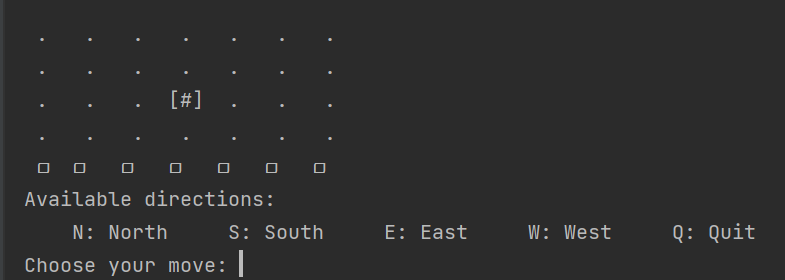 . . . . . . .
. . . . . . .
. . . [#] . . .
. . . . . . .
□ □ □ □ □ □ □
Available directions:
N: North S: South E: East W: West Q: Quit
Choose your move: